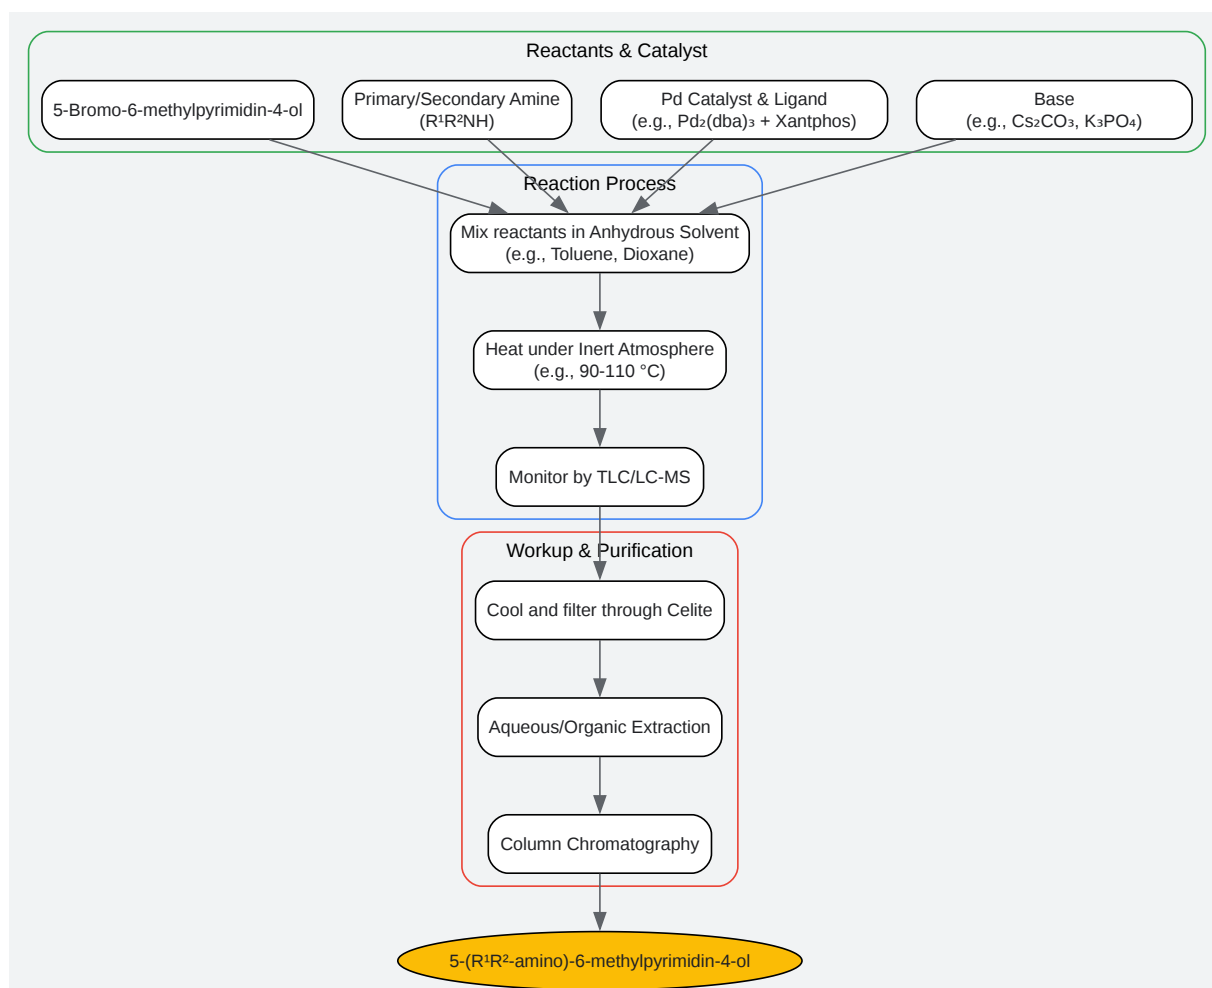 Reactants & Catalyst
5-Bromo-6-methylpyrimidin-4-ol
Primary/Secondary Amine
(R¹R²NH)
Pd Catalyst & Ligand
(e.g., Pd₂(dba)₃ + Xantphos)
Base
(e.g., Cs₂CO₃, K₃PO₄)
Reaction Process
Mix reactants in Anhydrous Solvent
(e.g., Toluene, Dioxane)
Heat under Inert Atmosphere
(e.g., 90-110 °C)
Monitor by TLC/LC-MS
Workup & Purification
Cool and filter through Celite
Aqueous/Organic Extraction
Column Chromatography
5-(R¹R²-amino)-6-methylpyrimidin-4-ol